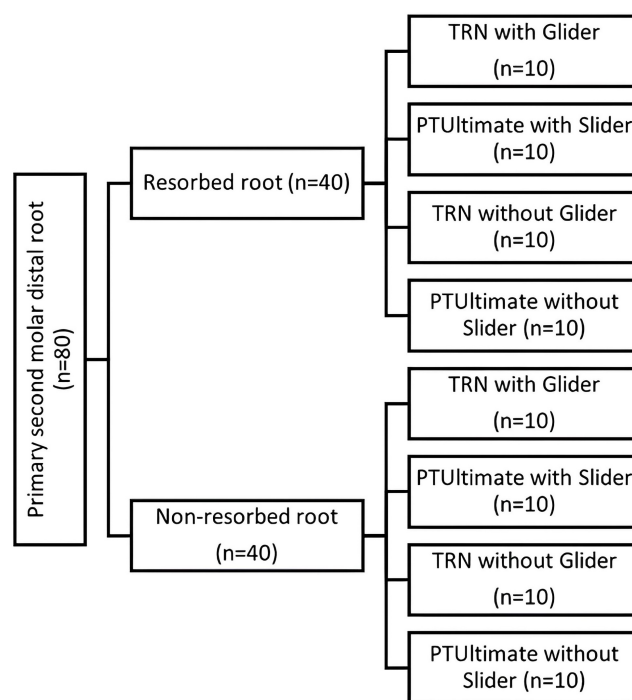 Primary second molar distal root
(n=80)
Resorbed root (n=40)
TRN with Glider
(n=10)
PTUltimate with Slider
(n=10)
TRN without Glider
(n=10)
PTUltimate without
Slider (n=10)
Non-resorbed root
(n=40)
TRN with Glider
(n=10)
PTUltimate with Slider
(n=10)
TRN without Glider
(n=10)
PTUltimate without
Slider (n=10)